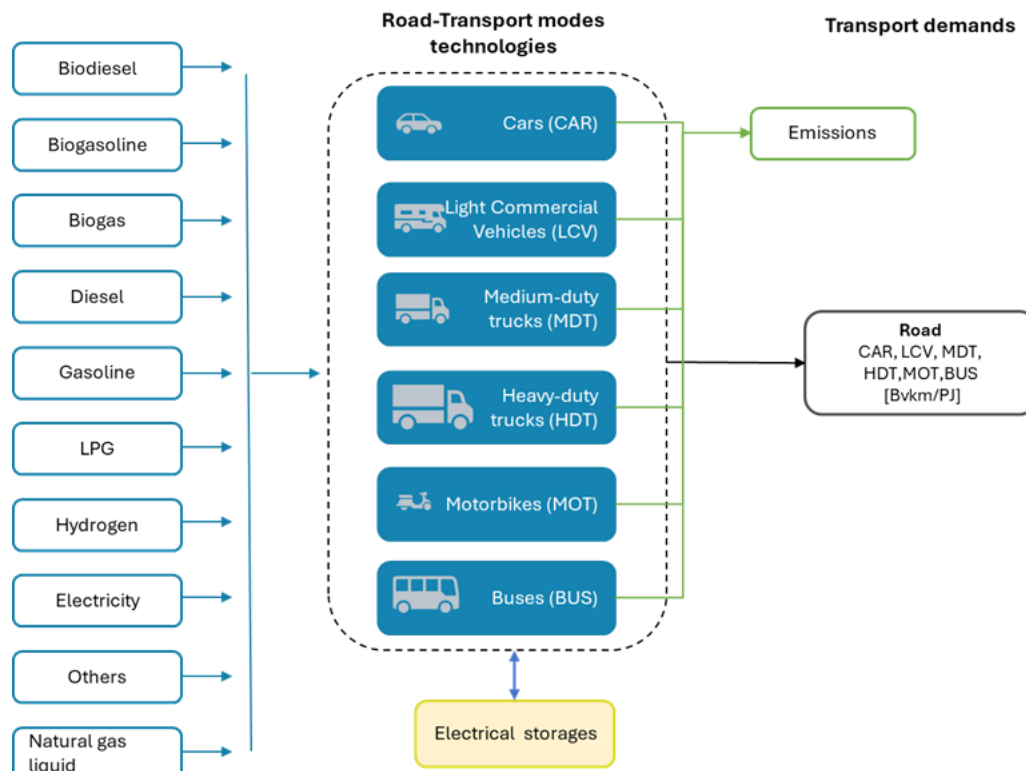 Road-Transport modes
technologies
Transport demands
Biodiesel
Biogasoline
Biogas
Diesel
Gasoline
LPG
Hydrogen
Electricity
Others
Natural gas
liquid
Cars (CAR)
Light Commercial
Vehicles (LCV)
Medium-duty
trucks (MDT)
Heavy-duty
trucks (HDT)
Motorbikes (MOT)
Buses (BUS)
Electrical storages
Emissions
Road
CAR, LCV, MDT,
HDT,MOT,BUS
[Bvkm/PJ]